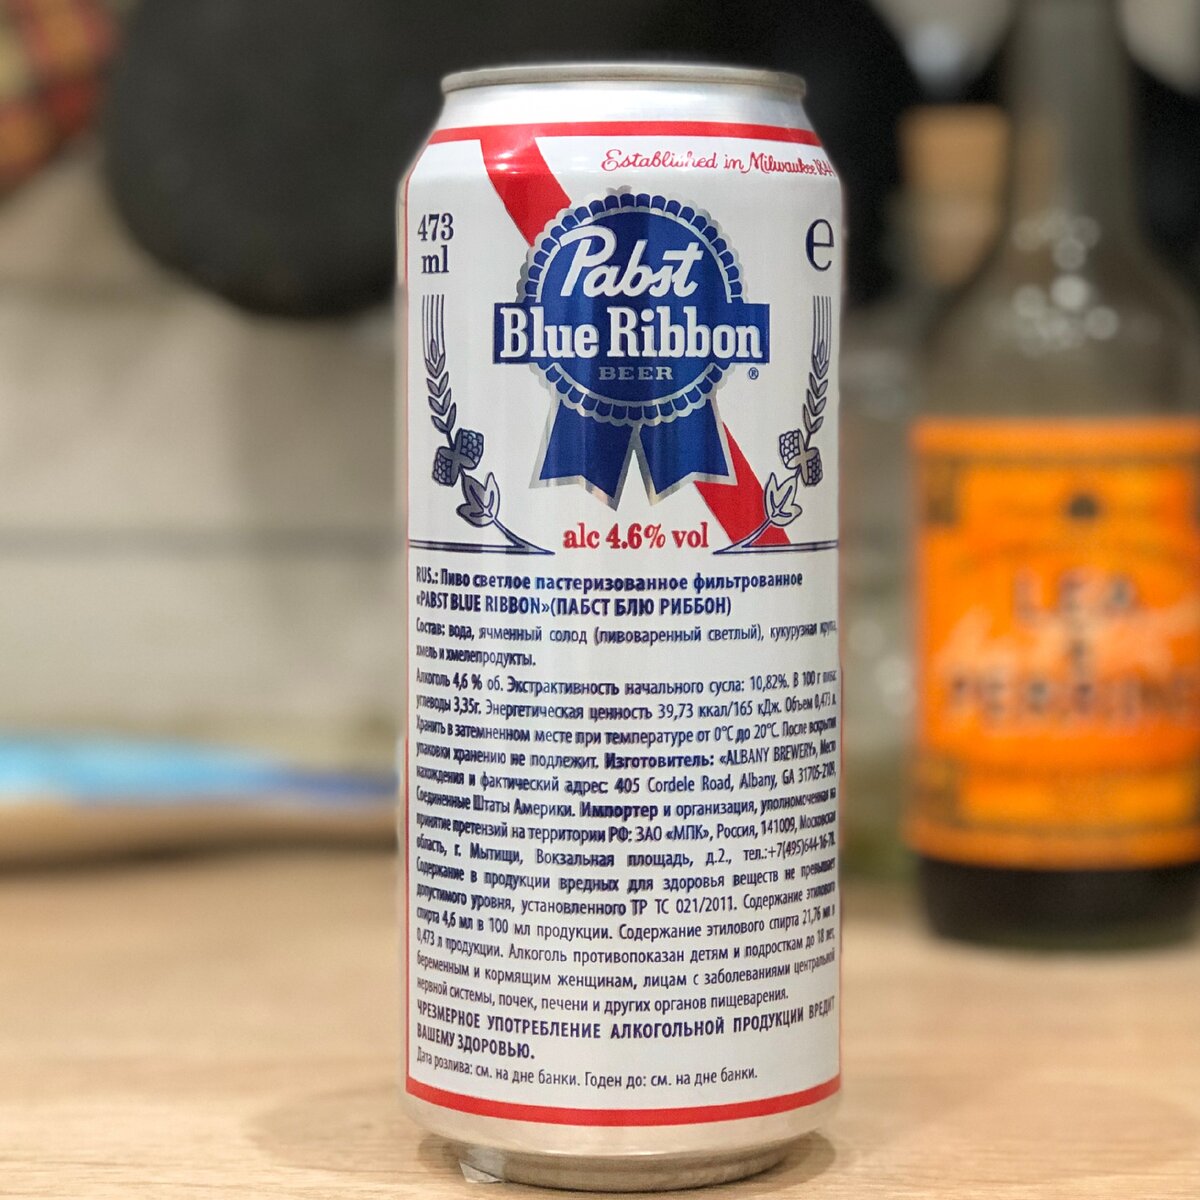 Established in Milwaukee 1844
473
ml
e
Pabst
Blue Ribbon
BEER
®
alc 4.6% vol
RUS.: Пиво светлое пастеризованное фильтрованное
«PABST BLUE RIBBON»(ПАБСТ БЛЮ РИББОН)
Состав: вода, ячменный солод (пивоваренный светлый), кукурузная крупа,
хмель и хмелепродукты.
Алкоголь 4,6 % об. Экстрактивность начального сусла: 10,82%. В 100 г пива:
углеводы 3,35г. Энергетическая ценность 39,73 ккал/165 кДж. Объем 0,473 л.
Хранить в затемненном месте при температуре от 0°С до 20°С. После вскрытия
упаковки хранению не подлежит. Изготовитель: «ALBANY BREWERY», Место
нахождения и фактический адрес: 405 Cordele Road, Albany, GA 31705-2109,
Соединенные Штаты Америки. Импортер и организация, уполномоченная на
принятие претензий на территории РФ: ЗАО «МПК», Россия, 141009, Московская
область, г. Мытищи, Вокзальная площадь, д.2., тел.:+7(495)644-16-78.
Содержание в продукции вредных для здоровья веществ не превышает
допустимого уровня, установленного ТР ТС 021/2011. Содержание этилового
спирта 4,6 мл в 100 мл продукции. Содержание этилового спирта 21,76 мл в
0,473 л продукции. Алкоголь противопоказан детям и подросткам до 18 лет,
беременным и кормящим женщинам, лицам с заболеваниями центральной
нервной системы, почек, печени и других органов пищеварения.
ЧРЕЗМЕРНОЕ УПОТРЕБЛЕНИЕ АЛКОГОЛЬНОЙ ПРОДУКЦИИ ВРЕДИТ
ВАШЕМУ ЗДОРОВЬЮ.
Дата розлива: см. на дне банки. Годен до: см. на дне банки.
LEA
&
PERRINS